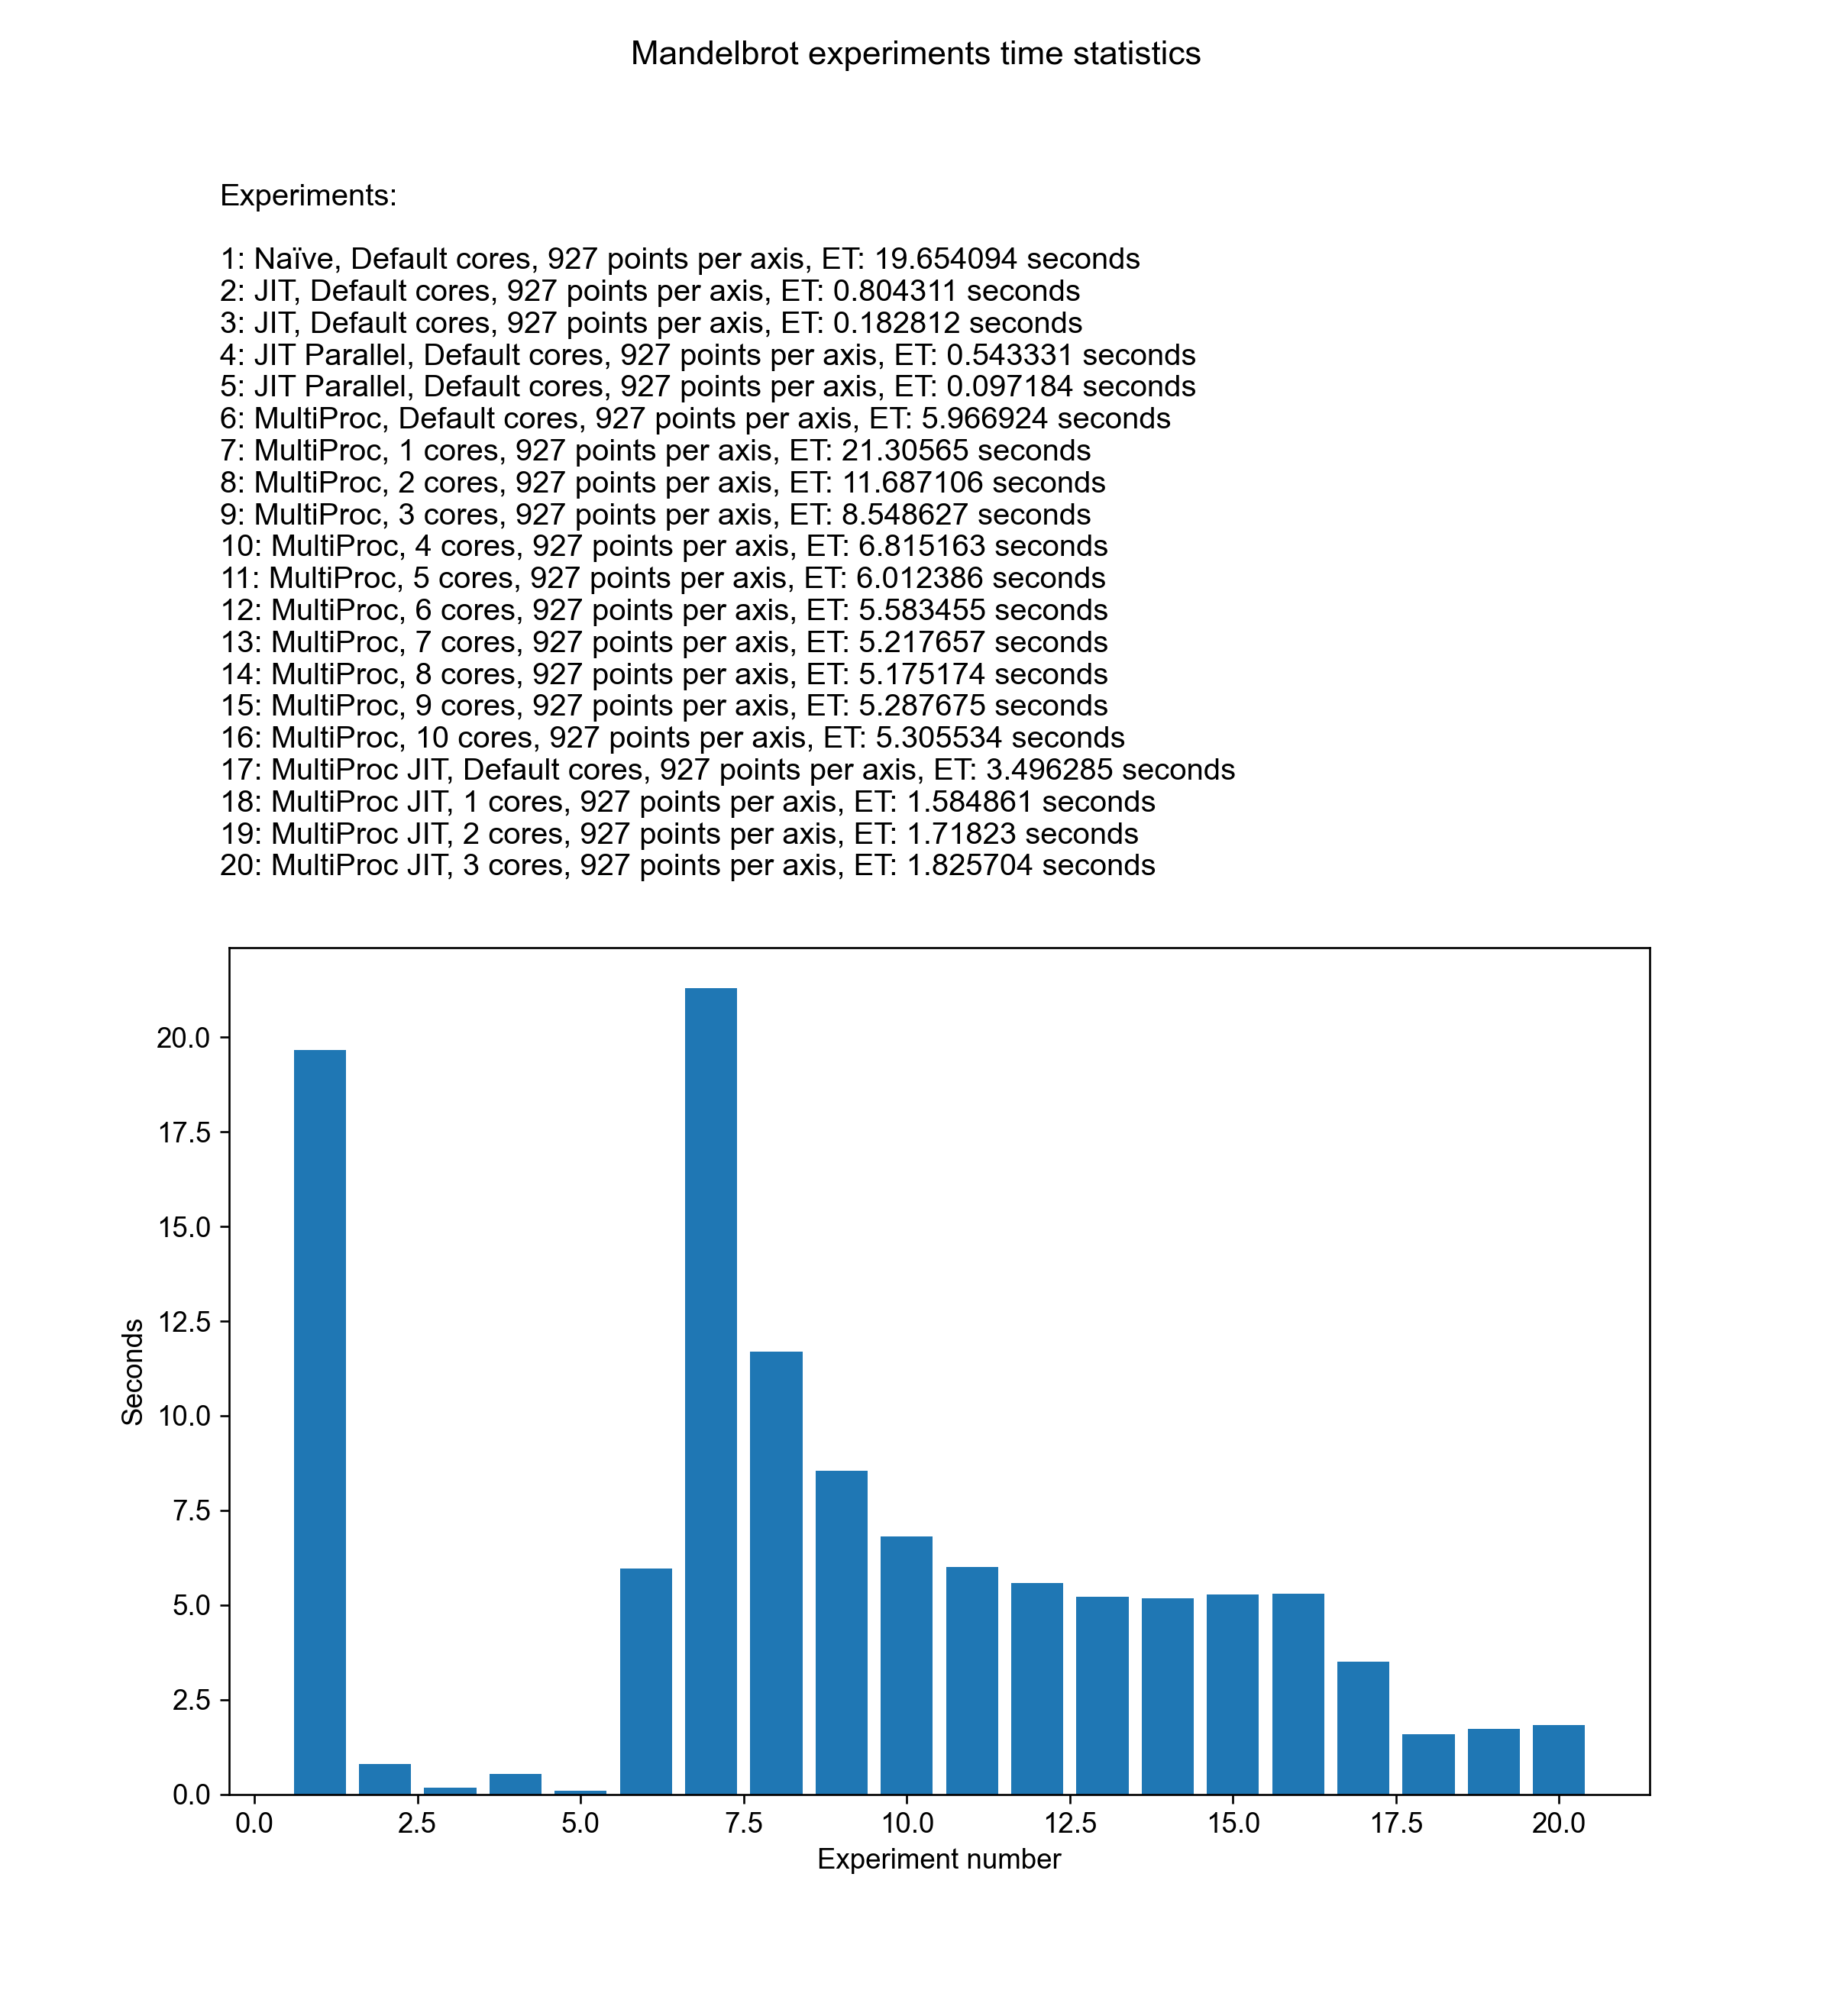 Mandelbrot experiments time statistics
Experiments:
1: Naïve, Default cores, 927 points per axis, ET: 19.654094 seconds
2: JIT, Default cores, 927 points per axis, ET: 0.804311 seconds
3: JIT, Default cores, 927 points per axis, ET: 0.182812 seconds
4: JIT Parallel, Default cores, 927 points per axis, ET: 0.543331 seconds
5: JIT Parallel, Default cores, 927 points per axis, ET: 0.097184 seconds
6: MultiProc, Default cores, 927 points per axis, ET: 5.966924 seconds
7: MultiProc, 1 cores, 927 points per axis, ET: 21.30565 seconds
8: MultiProc, 2 cores, 927 points per axis, ET: 11.687106 seconds
9: MultiProc, 3 cores, 927 points per axis, ET: 8.548627 seconds
10: MultiProc, 4 cores, 927 points per axis, ET: 6.815163 seconds
11: MultiProc, 5 cores, 927 points per axis, ET: 6.012386 seconds
12: MultiProc, 6 cores, 927 points per axis, ET: 5.583455 seconds
13: MultiProc, 7 cores, 927 points per axis, ET: 5.217657 seconds
14: MultiProc, 8 cores, 927 points per axis, ET: 5.175174 seconds
15: MultiProc, 9 cores, 927 points per axis, ET: 5.287675 seconds
16: MultiProc, 10 cores, 927 points per axis, ET: 5.305534 seconds
17: MultiProc JIT, Default cores, 927 points per axis, ET: 3.496285 seconds
18: MultiProc JIT, 1 cores, 927 points per axis, ET: 1.584861 seconds
19: MultiProc JIT, 2 cores, 927 points per axis, ET: 1.71823 seconds
20: MultiProc JIT, 3 cores, 927 points per axis, ET: 1.825704 seconds
20.0
17.5
15.0
12.5
10.0
7.5
5.0
2.5
0.0
Seconds
0.0 2.5 5.0 7.5 10.0 12.5 15.0 17.5 20.0
Experiment number